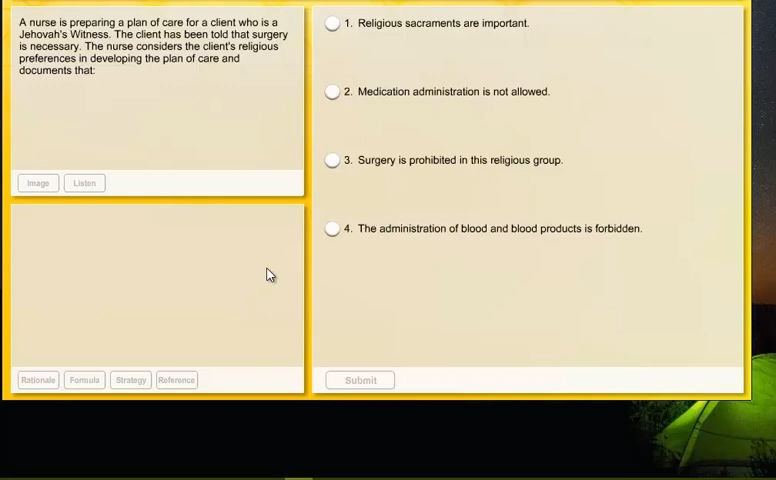 A nurse is preparing a plan of care for a client who is a
Jehovah's Witness. The client has been told that surgery
is necessary. The nurse considers the client's religious
preferences in developing the plan of care and
documents that:
Image Listen
Rationale Formula Strategy Reference
1. Religious sacraments are important.
2. Medication administration is not allowed.
3. Surgery is prohibited in this religious group.
4. The administration of blood and blood products is forbidden.
Submit